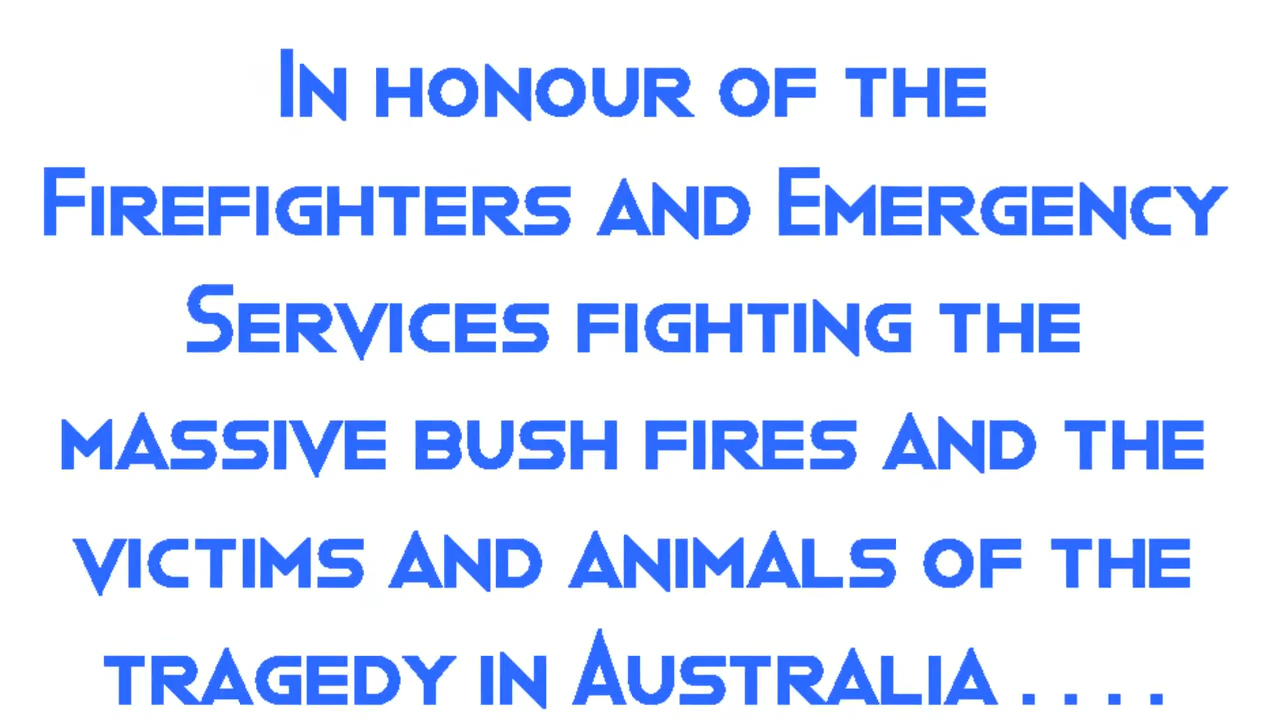 In honour of the
Firefighters and Emergency
Services fighting the
massive bush fires and the
victims and animals of the
tragedy in Australia . . . .